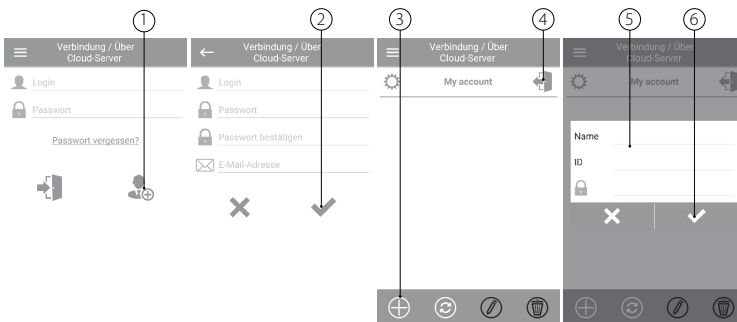 1
2
3
4
5
6
Verbindung / Über
Cloud-Server
Login
Passwort
Passwort vergessen?
Verbindung / Über
Cloud-Server
Login
Passwort
Passwort bestätigen
E-Mail-Adresse
Verbindung / Über
Cloud-Server
My account
Verbindung / Über
Cloud-Server
My account
Name
ID